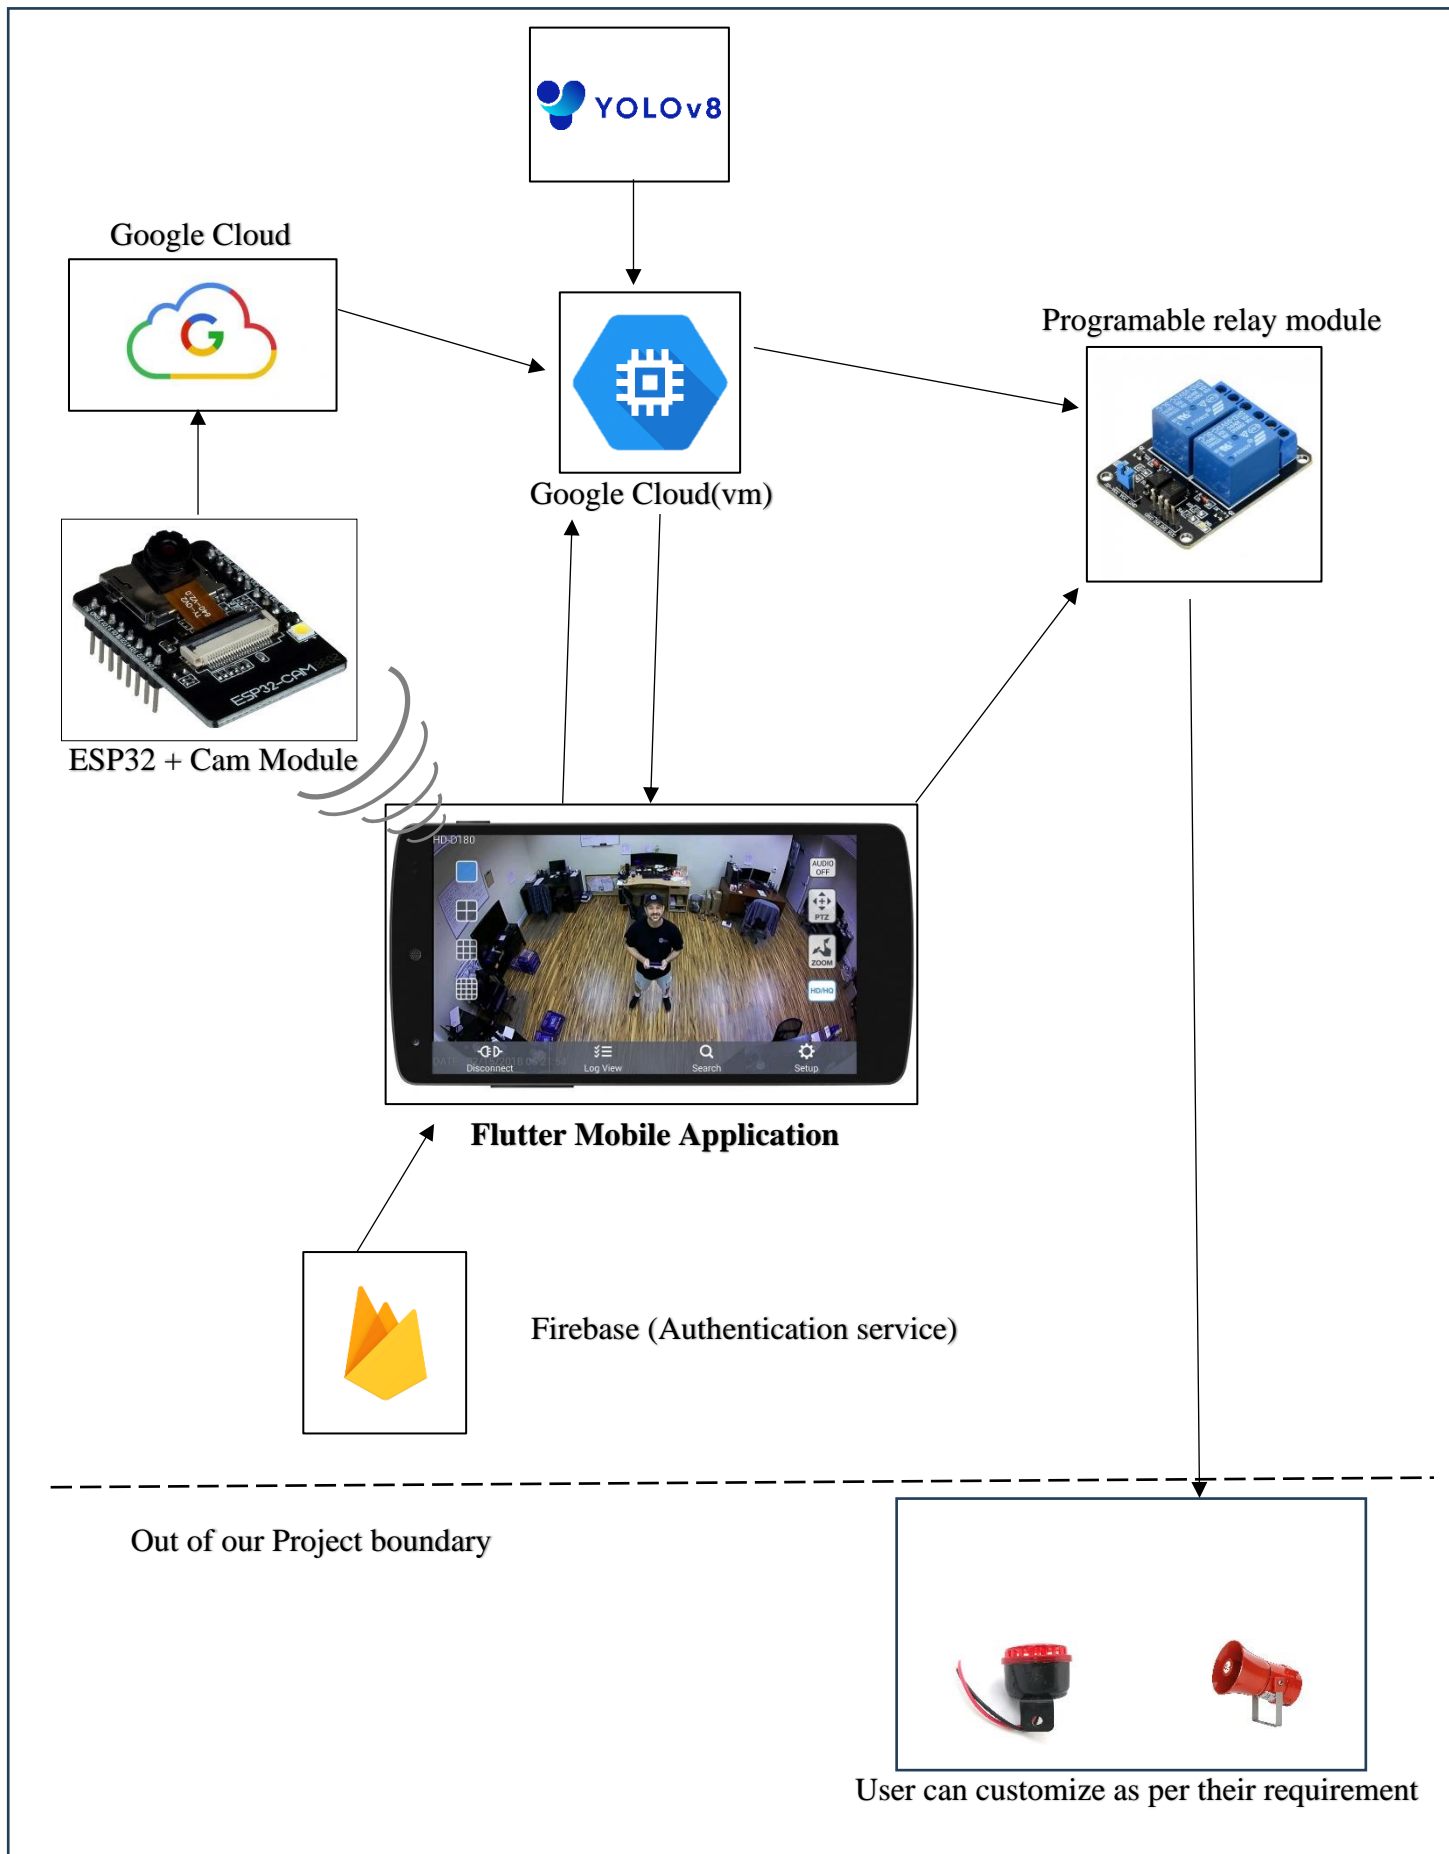 YOLOv8
Google Cloud
G
Programable relay module
Google Cloud(vm)
ESP32-CAM
ESP32 + Cam Module
HD-D180
AUDIO
OFF
PTZ
ZOOM
HD/HQ
Disconnect
Log View
Search
Setup
Flutter Mobile Application
Firebase (Authentication service)
Out of our Project boundary
User can customize as per their requirement